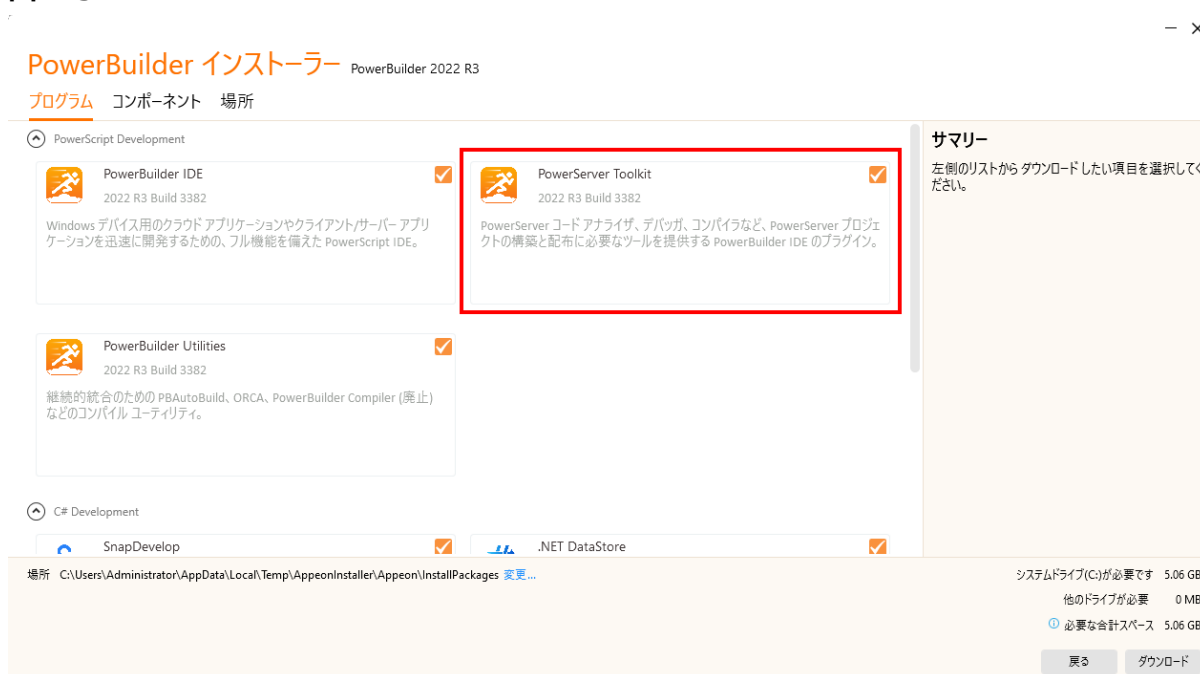 PowerBuilder インストーラー PowerBuilder 2022 R3
プログラム コンポーネント 場所
PowerScript Development
PowerBuilder IDE
2022 R3 Build 3382
Windows デバイス用のクラウド アプリケーションやクライアント/サーバー アプリ
ケーションを迅速に開発するための、フル機能を備えた PowerScript IDE。
PowerServer Toolkit
2022 R3 Build 3382
PowerServer コード アナライザ、デバッガ、コンパイラなど、PowerServer プロジェ
クトの構築と配布に必要なツールを提供する PowerBuilder IDE のプラグイン。
PowerBuilder Utilities
2022 R3 Build 3382
継続的統合のための PBAutoBuild、ORCA、PowerBuilder Compiler (廃止)
などのコンパイル ユーティリティ。
C# Development
SnapDevelop
.NET DataStore
サマリー
左側のリストから ダウンロード したい項目を選択してく
ださい。
場所 C:\Users\Administrator\AppData\Local\Temp\AppeonInstaller\Appeon\InstallPackages 変更...
システムドライブ(C:)が必要です 5.06 GB
他のドライブが必要 0 MB
必要な合計スペース 5.06 GB
戻る ダウンロード